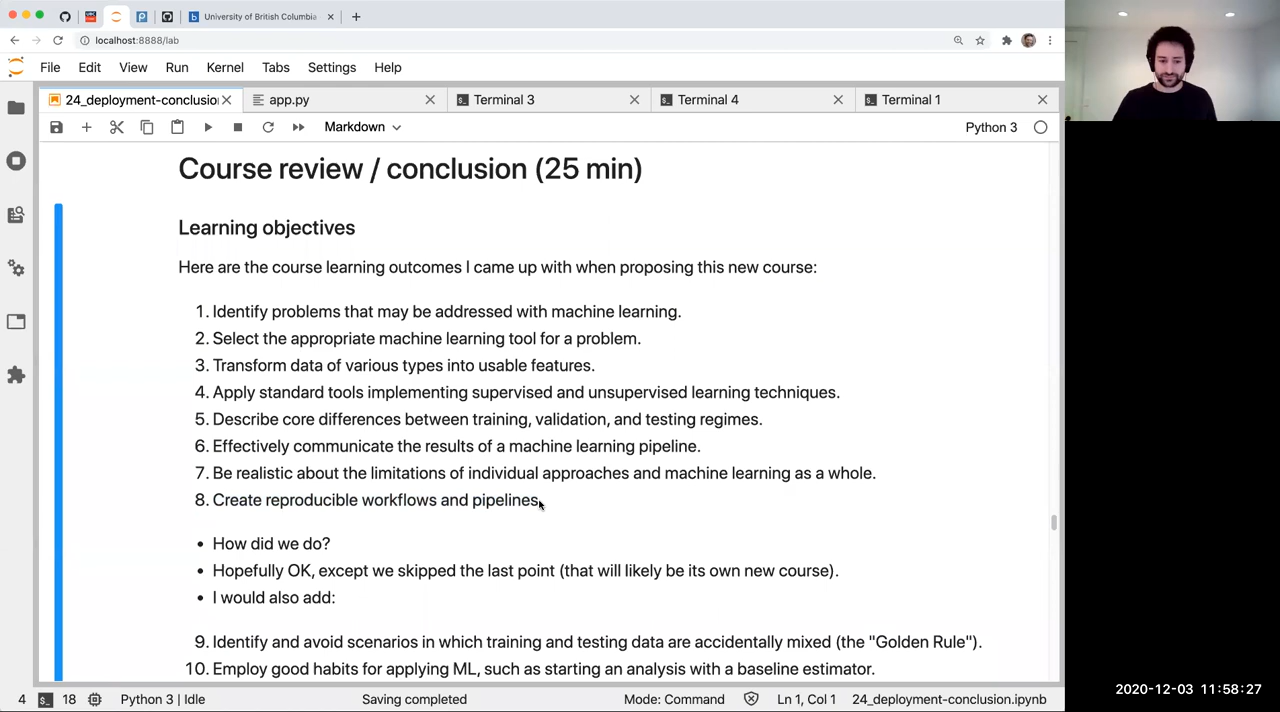 University of British Columbia
localhost:8888/lab
File Edit View Run Kernel Tabs Settings Help
24_deployment-conclusio
app.py
Terminal 3
Terminal 4
Terminal 1
Markdown
Python 3
Course review / conclusion (25 min)
Learning objectives
Here are the course learning outcomes I came up with when proposing this new course:
1. Identify problems that may be addressed with machine learning.
2. Select the appropriate machine learning tool for a problem.
3. Transform data of various types into usable features.
4. Apply standard tools implementing supervised and unsupervised learning techniques.
5. Describe core differences between training, validation, and testing regimes.
6. Effectively communicate the results of a machine learning pipeline.
7. Be realistic about the limitations of individual approaches and machine learning as a whole.
8. Create reproducible workflows and pipelines.
• How did we do?
• Hopefully OK, except we skipped the last point (that will likely be its own new course).
• I would also add:
9. Identify and avoid scenarios in which training and testing data are accidentally mixed (the "Golden Rule").
10. Employ good habits for applying ML, such as starting an analysis with a baseline estimator.
4 18 Python 3 | Idle Saving completed Mode: Command Ln 1, Col 1 24_deployment-conclusion.ipynb
2020-12-03 11:58:27